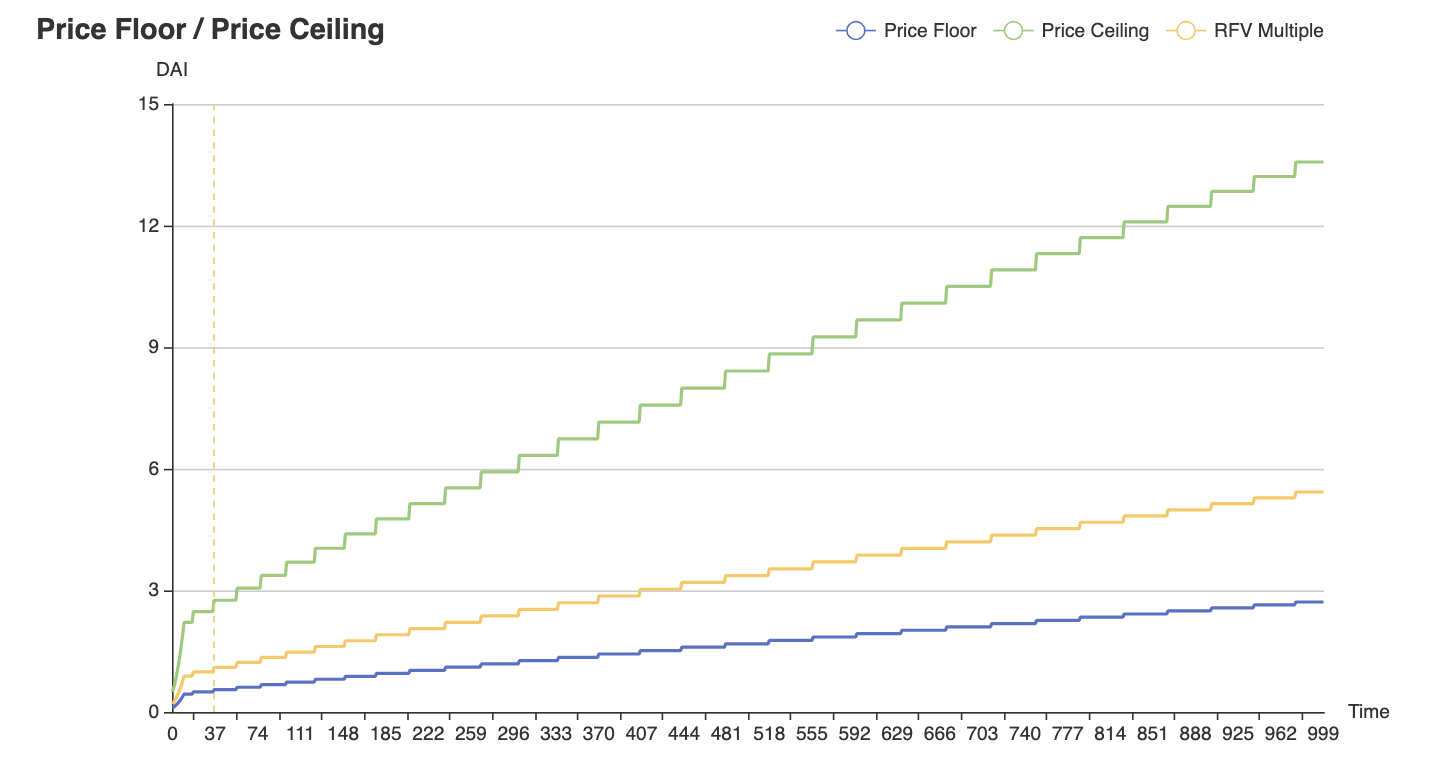 Price Floor / Price Ceiling
Price Floor Price Ceiling RFV Multiple
DAI
15
12
9
6
3
0
0 37 74 111 148 185 222 259 296 333 370 407 444 481 518 555 592 629 666 703 740 777 814 851 888 925 962 999
Time